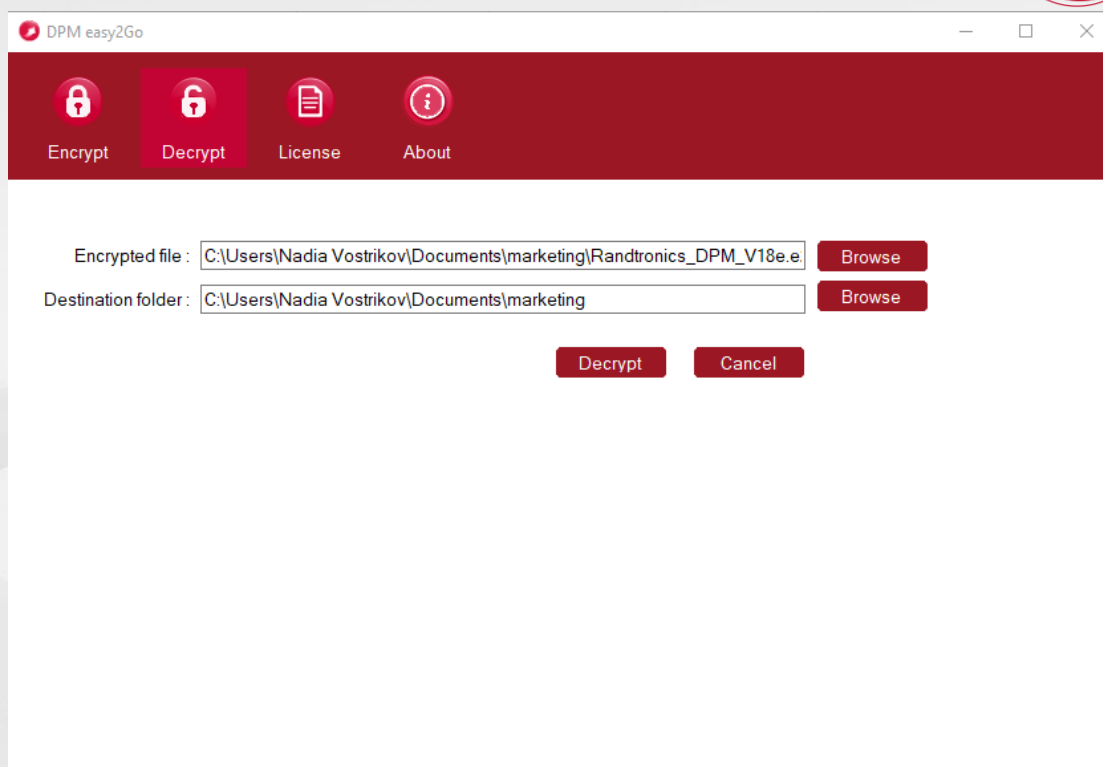 DPM easy2Go
Encrypt Decrypt License About
Encrypted file : C:\Users\Nadia Vostrikov\Documents\marketing\Randtronics_DPM_V18e.e Browse
Destination folder : C:\Users\Nadia Vostrikov\Documents\marketing Browse
Decrypt Cancel